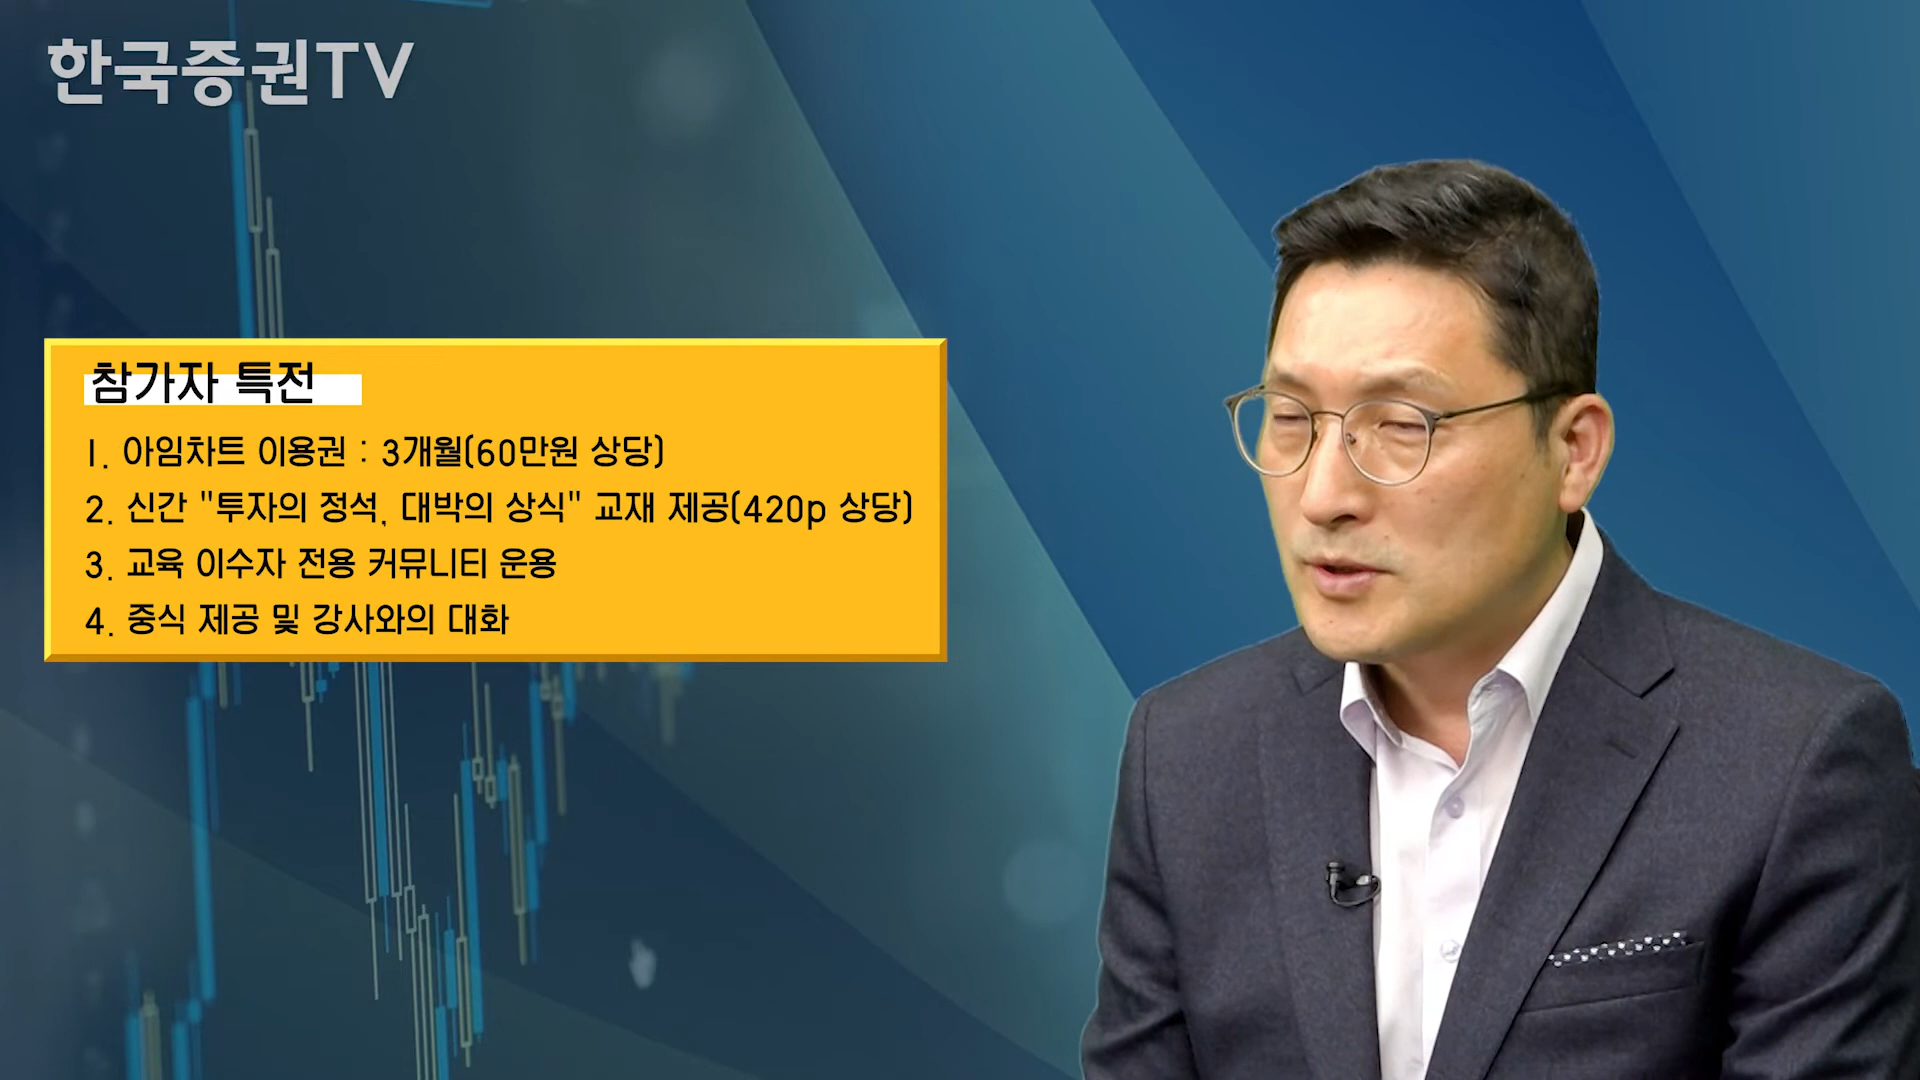 한국증권TV
참가자 특전
1. 아임차트 이용권 : 3개월(60만원 상당)
2. 신간 "투자의 정석, 대박의 상식" 교재 제공(420p 상당)
3. 교육 이수자 전용 커뮤니티 운용
4. 중식 제공 및 강사와의 대화